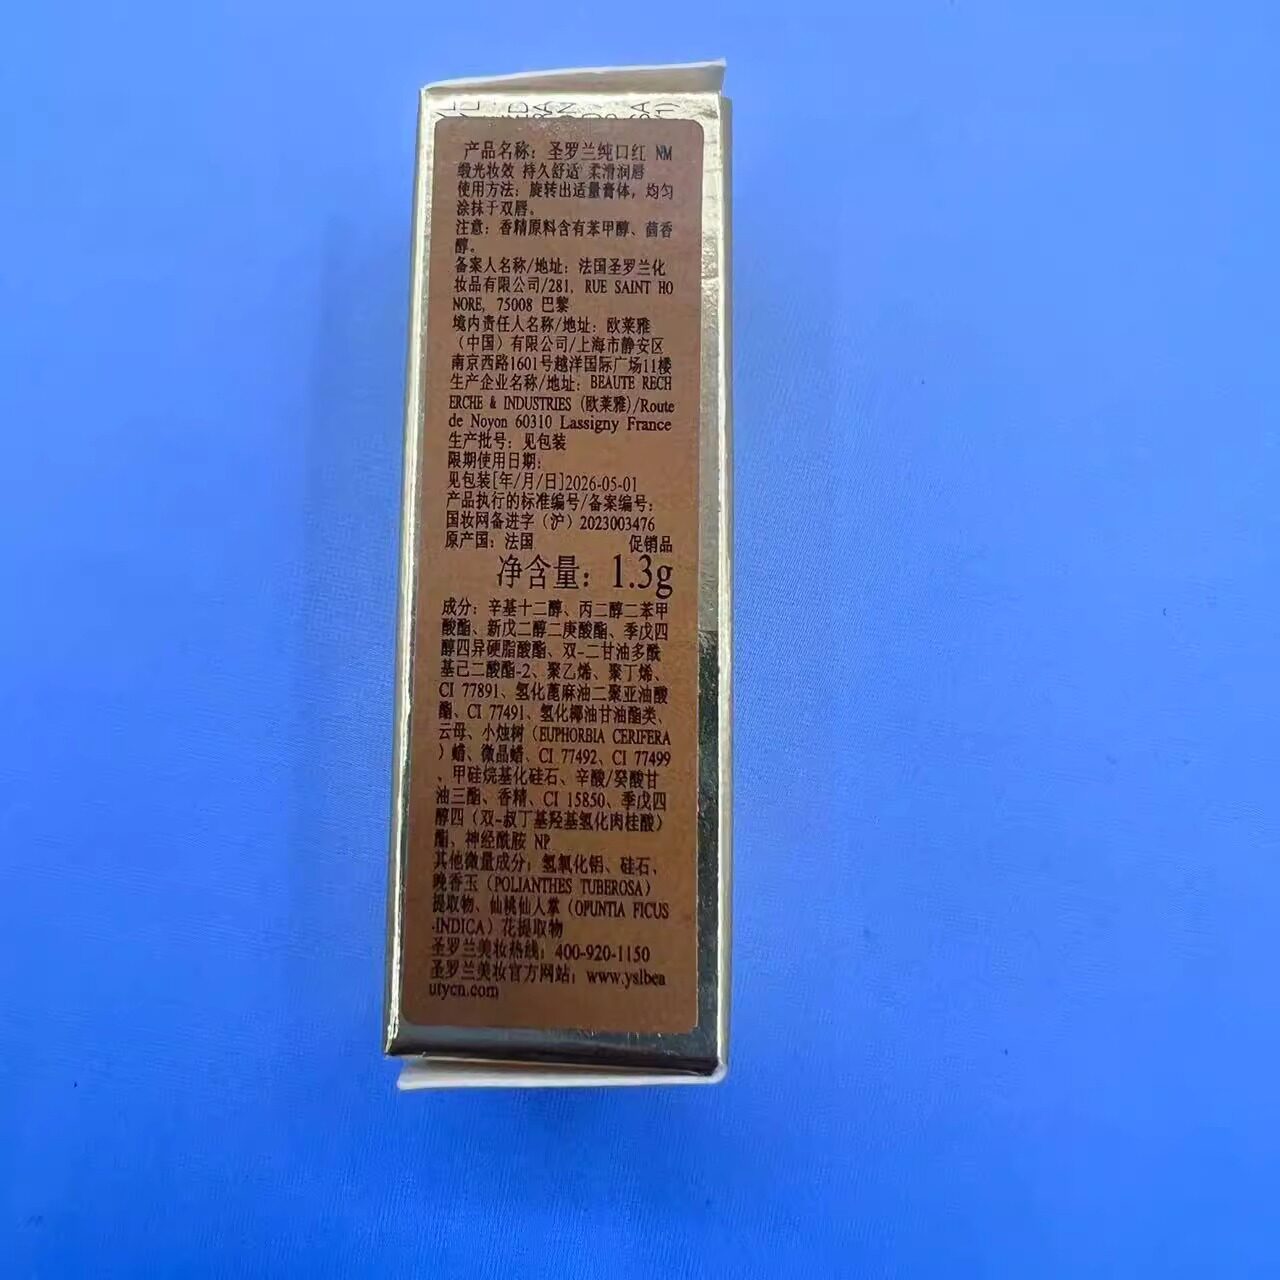 产品名称：圣罗兰纯口红 NM
缎光妆效 持久舒适 柔滑润唇
使用方法：旋转出适量膏体，均匀
涂抹于双唇。
注意：香精原料含有苯甲醇、茴香
醇。
备案人名称/地址：法国圣罗兰化
妆品有限公司/281, RUE SAINT HO
NORE, 75008 巴黎
境内责任人名称/地址：欧莱雅
（中国）有限公司/上海市静安区
南京西路1601号越洋国际广场11楼
生产企业名称/地址：BEAUTE RECH
ERCHE & INDUSTRIES (欧莱雅)/Route
de Noyon 60310 Lassigny France
生产批号：见包装
限期使用日期：
见包装[年/月/日]2026-05-01
产品执行的标准编号/备案编号：
国妆网备进字（沪）2023003476
原产国：法国 促销品
净含量：1.3g
成分：辛基十二醇、丙二醇二苯甲
酸酯、新戊二醇二庚酸酯、季戊四
醇四异硬脂酸酯、双-二甘油多酰
基己二酸酯-2、聚乙烯、聚丁烯、
CI 77891、氢化蓖麻油二聚亚油酸
酯、CI 77491、氢化椰油甘油酯类、
云母、小烛树（EUPHORBIA CERIFERA
）蜡、微晶蜡、CI 77492、CI 77499
、甲硅烷基化硅石、辛酸/癸酸甘
油三酯、香精、CI 15850、季戊四
醇四（双-叔丁基羟基氢化肉桂酸）
酯、神经酰胺 NP
其他微量成分：氢氧化铝、硅石、
晚香玉（POLIANTHES TUBEROSA）
提取物、仙桃仙人掌（OPUNTIA FICUS
-INDICA）花提取物
圣罗兰美妆热线：400-920-1150
圣罗兰美妆官方网站：www.yslbea
utycn.com